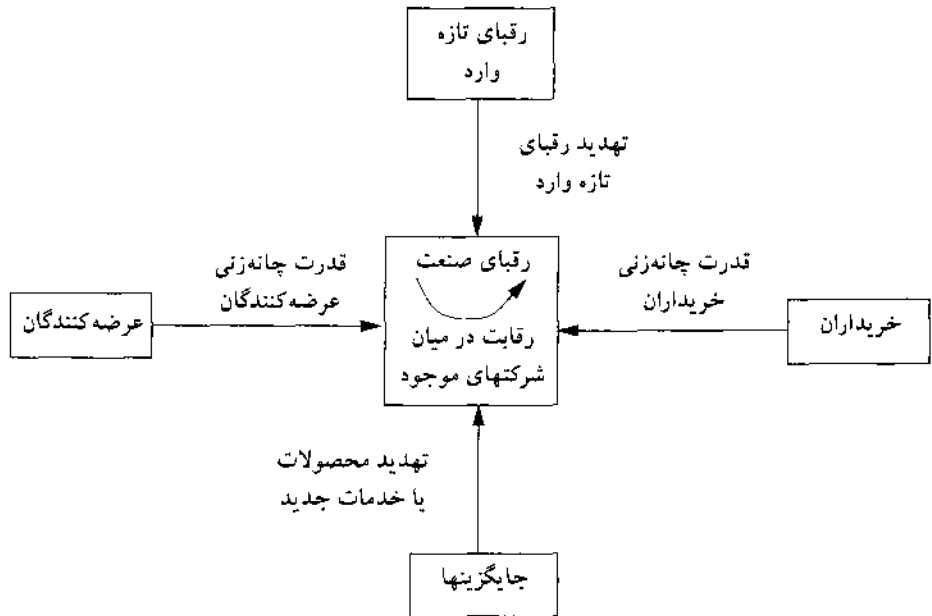 رقبای تازه
وارد
تهدید رقبای
تازه وارد
رقبای صنعت
رقابت در میان
شرکتهای موجود
قدرت چانه‌زنی
خریداران
خریداران
قدرت چانه‌زنی
عرضه‌کنندگان
عرضه‌کنندگان
تهدید محصولات
یا خدمات جدید
جایگزینها